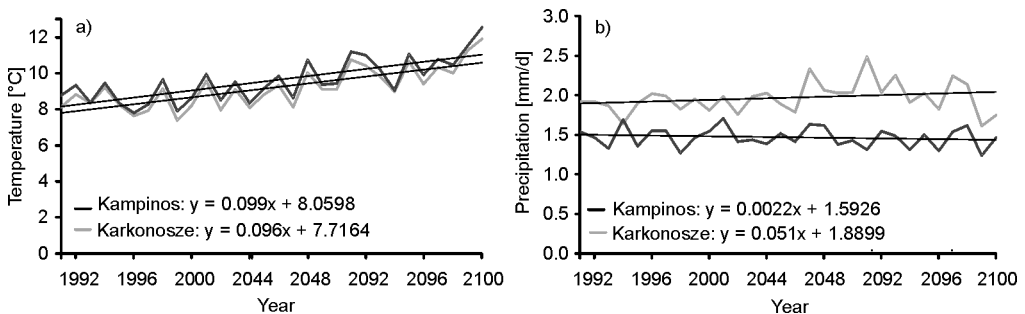 a)
Temperature [°C]
12
10
8
6
4
2
0
Kampinos: y = 0.099x + 8.0598
Karkonosze: y = 0.096x + 7.7164
1992 1996 2000 2044 2048 2092 2096 2100
Year
b)
Precipitation [mm/d]
3.0
2.5
2.0
1.5
1.0
0.5
0.0
Kampinos: y = 0.0022x + 1.5926
Karkonosze: y = 0.051x + 1.8899
1992 1996 2000 2044 2048 2092 2096 2100
Year